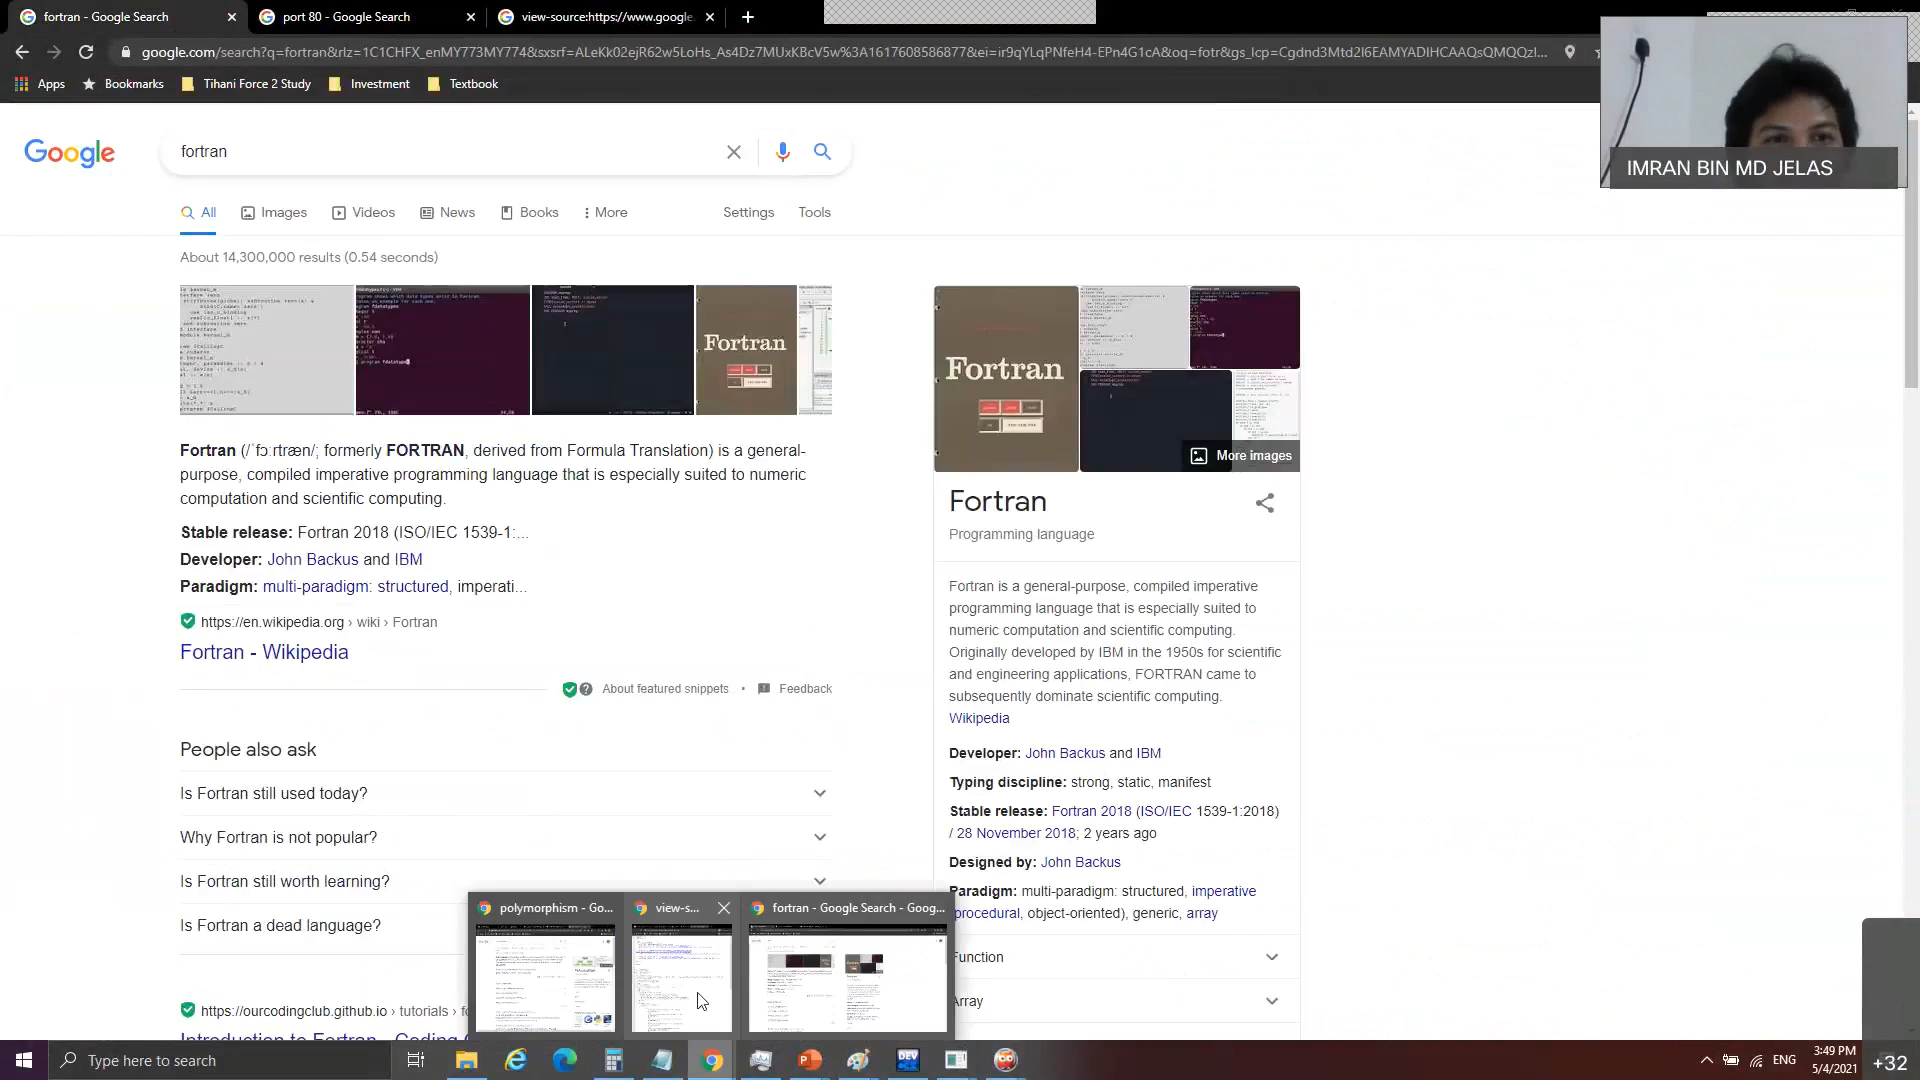 fortran - Google Search
port 80 - Google Search
view-source:https://www.google.
google.com/search?q=fortran&rlz=1C1CHFX_enMY773MY774&sxsrf=ALeKk02ejR62w5LoHs_As4Dz7MUxKBcV5w%3A1617608586877&ei=ir9qYLqPNfeH4-EPn4G1cA&oq=fotr&gs_lcp=Cgdnd3Mtd2l6EAMYADIHCAAQsQMQQzI...
Apps
Bookmarks
Tihani Force 2 Study
Investment
Textbook
IMRAN BIN MD JELAS
Google
fortran
All
Images
Videos
News
Books
More
Settings
Tools
About 14,300,000 results (0.54 seconds)
Fortran
Fortran
More images
Fortran (/ˈfɔːrtræn/; formerly FORTRAN, derived from Formula Translation) is a general-
purpose, compiled imperative programming language that is especially suited to numeric
computation and scientific computing.
Stable release: Fortran 2018 (ISO/IEC 1539-1:...
Developer: John Backus and IBM
Paradigm: multi-paradigm: structured, imperati...
https://en.wikipedia.org › wiki › Fortran
Fortran - Wikipedia
About featured snippets
Feedback
People also ask
Is Fortran still used today?
Why Fortran is not popular?
Is Fortran still worth learning?
Is Fortran a dead language?
https://ourcodingclub.github.io › tutorials ›
Fortran
Programming language
Fortran is a general-purpose, compiled imperative
programming language that is especially suited to
numeric computation and scientific computing.
Originally developed by IBM in the 1950s for scientific
and engineering applications, FORTRAN came to
subsequently dominate scientific computing.
Wikipedia
Developer: John Backus and IBM
Typing discipline: strong, static, manifest
Stable release: Fortran 2018 (ISO/IEC 1539-1:2018)
/ 28 November 2018; 2 years ago
Designed by: John Backus
Paradigm: multi-paradigm: structured, imperative
procedural, object-oriented), generic, array
Function
Array
polymorphism - Go...
view-s...
fortran - Google Search - Goog...
Type here to search
DEV
ENG
3:49 PM
5/4/2021
+32